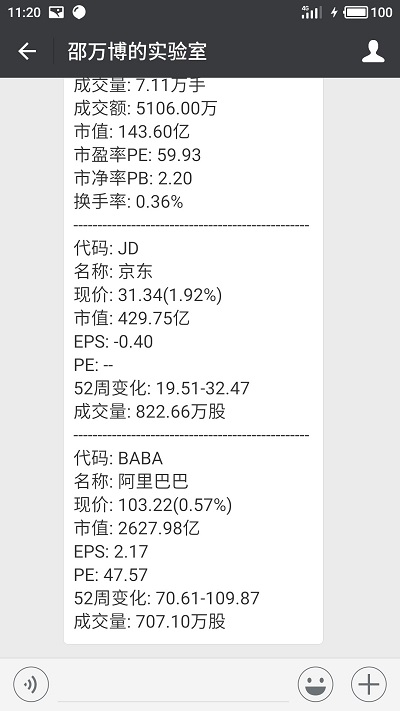 11:20
4G
100
邵万博的实验室
成交量: 7.11万手
成交额: 5106.00万
市值: 143.60亿
市盈率PE: 59.93
市净率PB: 2.20
换手率: 0.36%
-----------------------------------------------
代码: JD
名称: 京东
现价: 31.34(1.92%)
市值: 429.75亿
EPS: -0.40
PE: --
52周变化: 19.51-32.47
成交量: 822.66万股
-----------------------------------------------
代码: BABA
名称: 阿里巴巴
现价: 103.22(0.57%)
市值: 2627.98亿
EPS: 2.17
PE: 47.57
52周变化: 70.61-109.87
成交量: 707.10万股